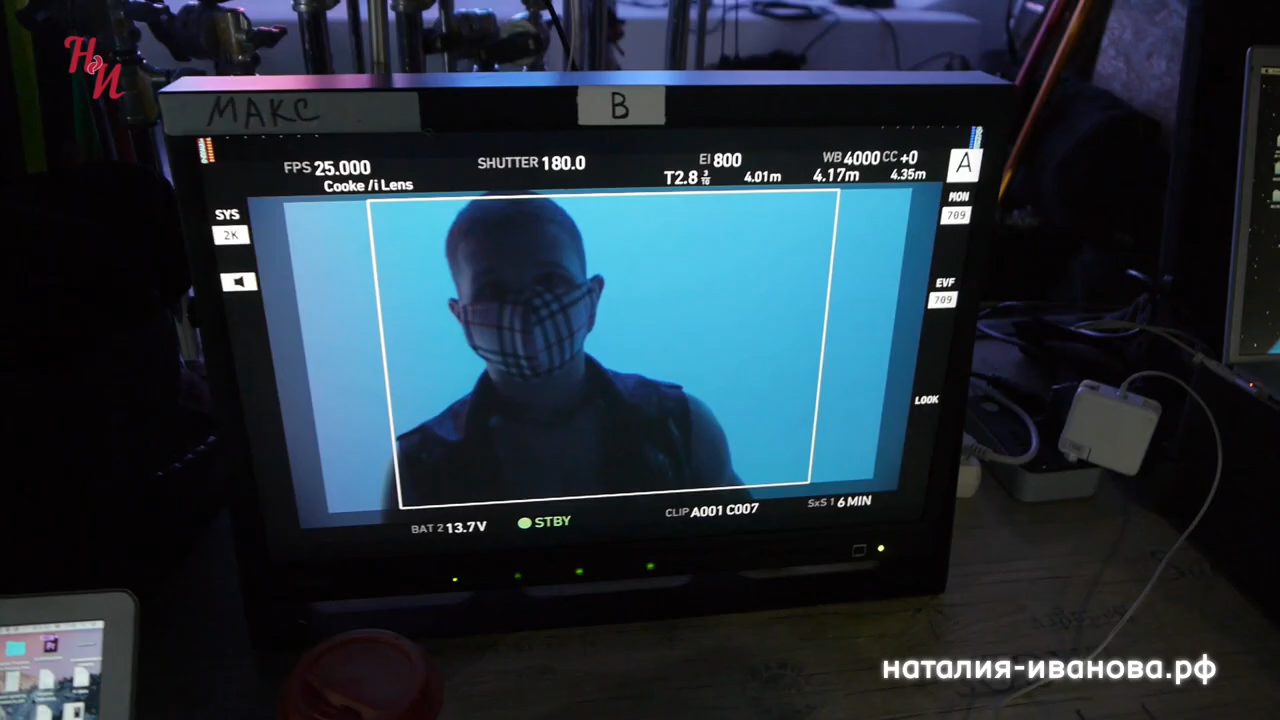 НИ
МАКС
B
FPS 25.000
SHUTTER 180.0
EI 800
WB 4000 CC +0
Cooke /i Lens
T2.8 3/10
4.01m
4.17m
4.35m
A
SYS
2K
MON
709
EVF
709
LOOK
BAT 2 13.7V
STBY
CLIP A001 C007
SxS 1 6 MIN
Pr
наталия-иванова.рф